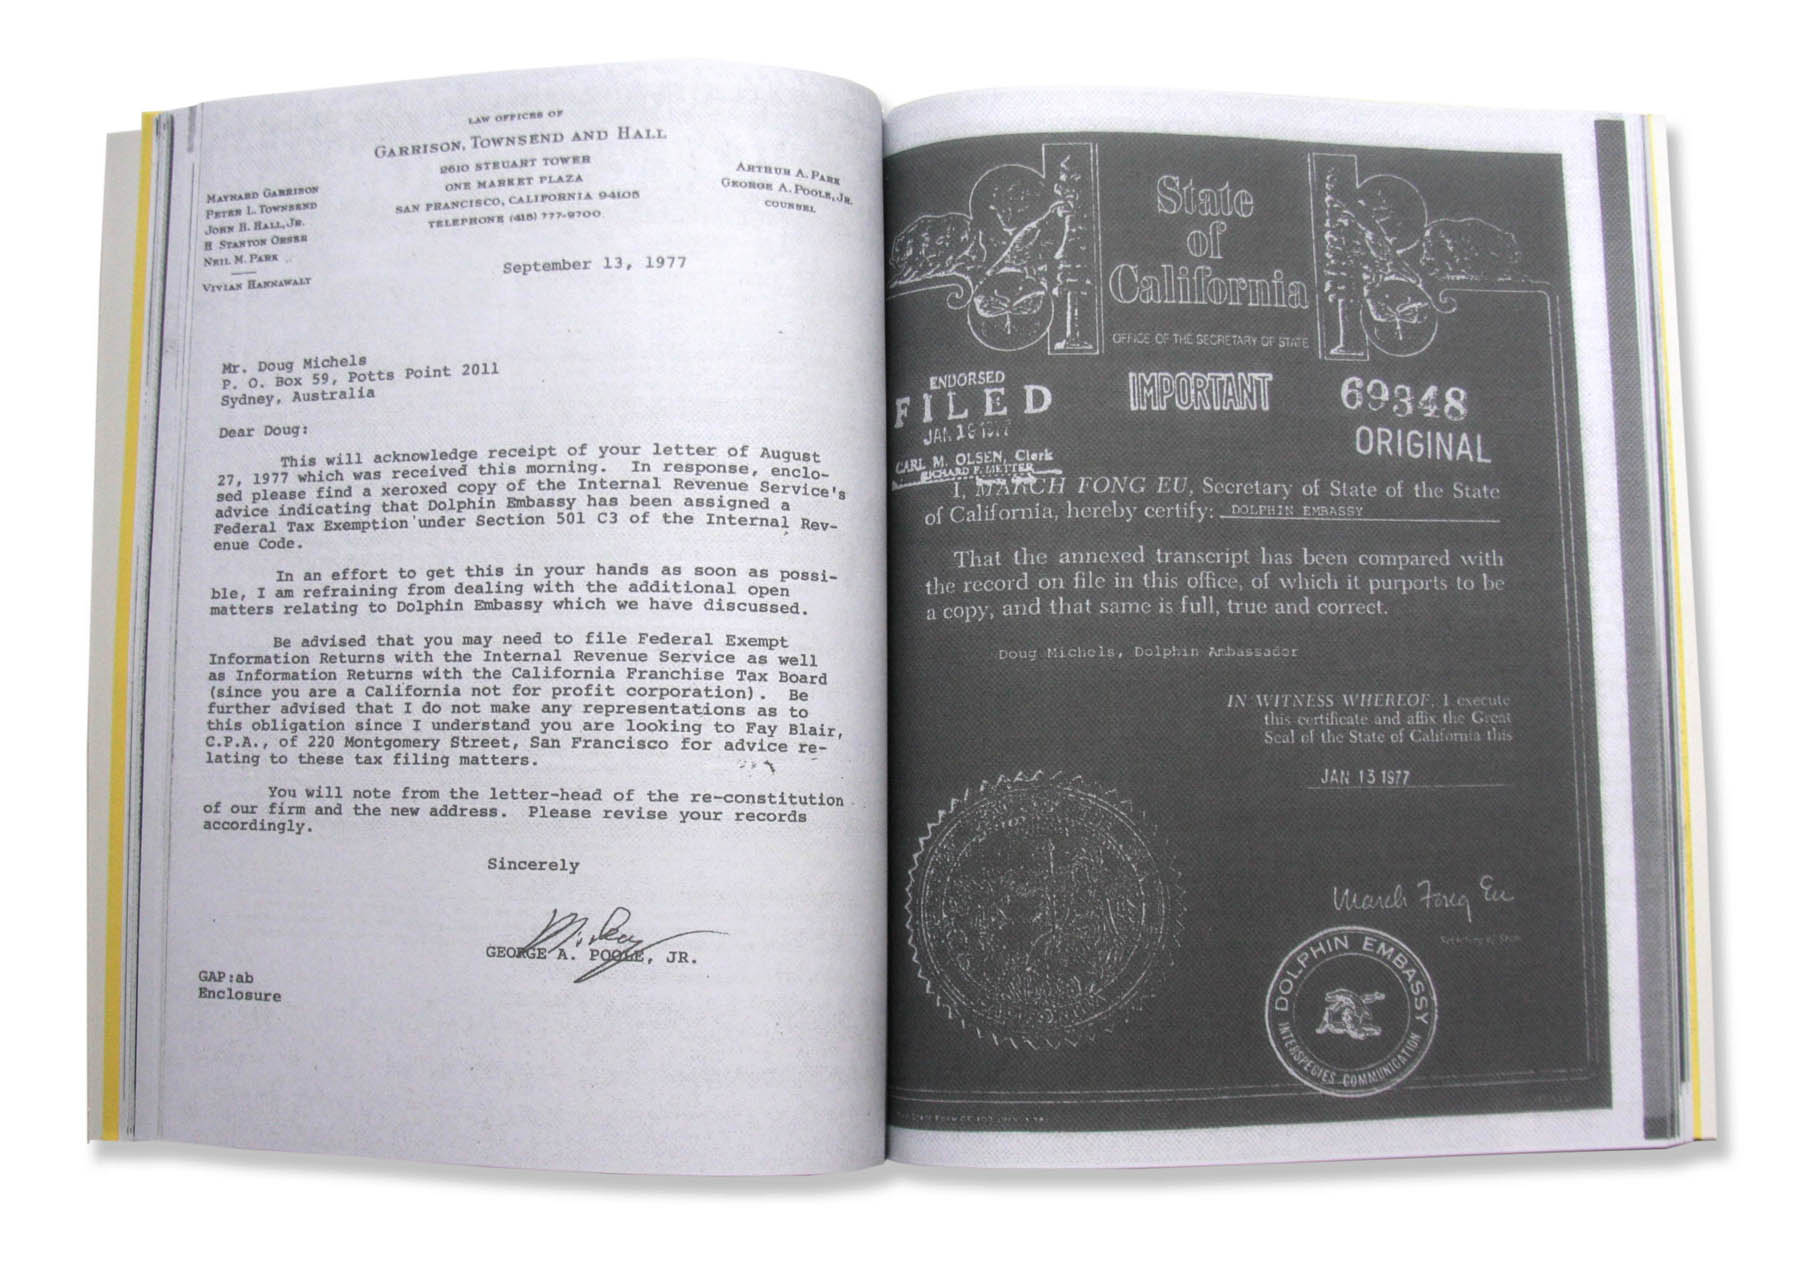 LAW OFFICES OF
GARRISON, TOWNSEND AND HALL
2610 STEUART TOWER
ONE MARKET PLAZA
SAN FRANCISCO, CALIFORNIA 94105
TELEPHONE (415) 777-9700
MAYNARD GARRISON
PETER L. TOWNSEND
JOHN H. HALL, JR.
H STANTON ORSER
NEIL M. PARK
VIVIAN HANNAWALT
ARTHUR A. PARK
GEORGE A. POOLE, JR.
COUNSEL
September 13, 1977
Mr. Doug Michels
P. O. Box 59, Potts Point 2011
Sydney, Australia
Dear Doug:
This will acknowledge receipt of your letter of August
27, 1977 which was received this morning. In response, enclo-
sed please find a xeroxed copy of the Internal Revenue Service's
advice indicating that Dolphin Embassy has been assigned a
Federal Tax Exemption under Section 501 C3 of the Internal Rev-
enue Code.
In an effort to get this in your hands as soon as possi-
ble, I am refraining from dealing with the additional open
matters relating to Dolphin Embassy which we have discussed.
Be advised that you may need to file Federal Exempt
Information Returns with the Internal Revenue Service as well
as Information Returns with the California Franchise Tax Board
(since you are a California not for profit corporation). Be
further advised that I do not make any representations as to
this obligation since I understand you are looking to Fay Blair,
C.P.A., of 220 Montgomery Street, San Francisco for advice re-
lating to these tax filing matters.
You will note from the letter-head of the re-constitution
of our firm and the new address. Please revise your records
accordingly.
Sincerely
GEORGE A. POOLE, JR.
GAP:ab
Enclosure
State
of
California
OFFICE OF THE SECRETARY OF STATE
ENDORSED
FILED
JAN 1977
CARL M. OLSEN, Clerk
RICHARD F. METTER
IMPORTANT
69348
ORIGINAL
I, MARCH FONG EU, Secretary of State of the State
of California, hereby certify: DOLPHIN EMBASSY
That the annexed transcript has been compared with
the record on file in this office, of which it purports to be
a copy, and that same is full, true and correct.
Doug Michels, Dolphin Ambassador
IN WITNESS WHEREOF, I execute
this certificate and affix the Great
Seal of the State of California this
JAN 13 1977
March Fong Eu
DOLPHIN EMBASSY
INTERSPECIES COMMUNICATION